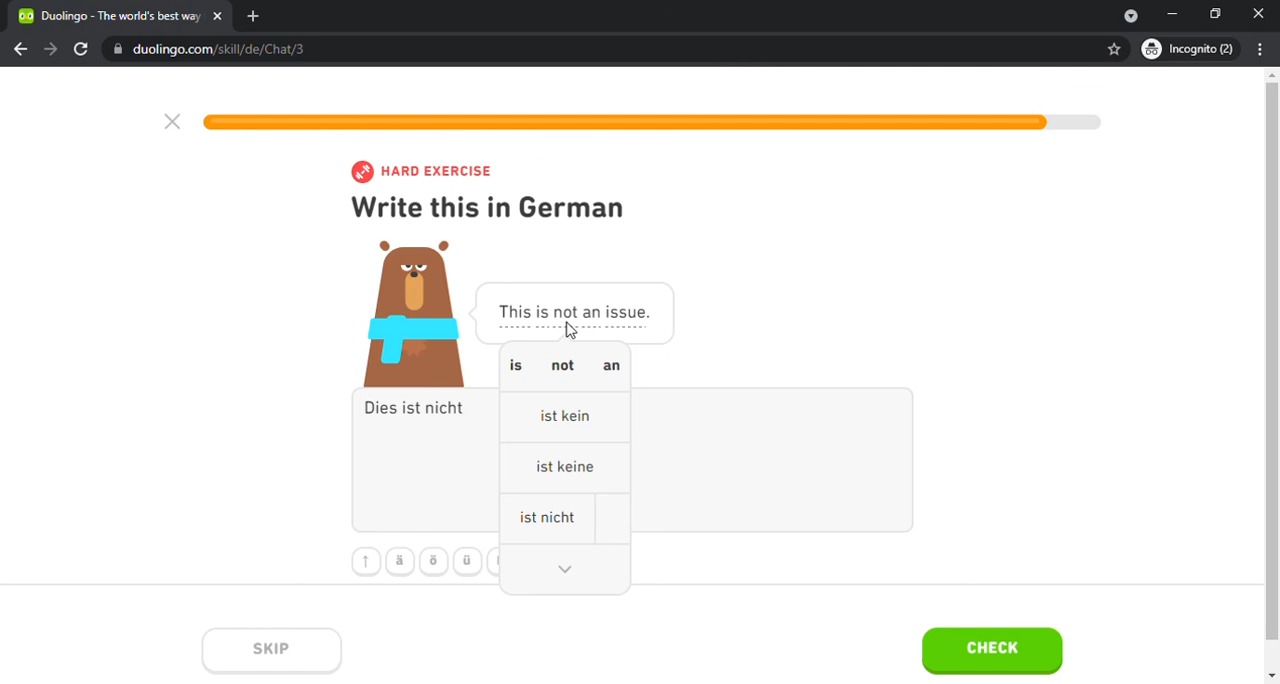 Duolingo - The world's best way
duolingo.com/skill/de/Chat/3
Incognito (2)
HARD EXERCISE
Write this in German
This is not an issue.
is not an
ist kein
ist keine
ist nicht
Dies ist nicht
↑ ä ö ü
SKIP
CHECK